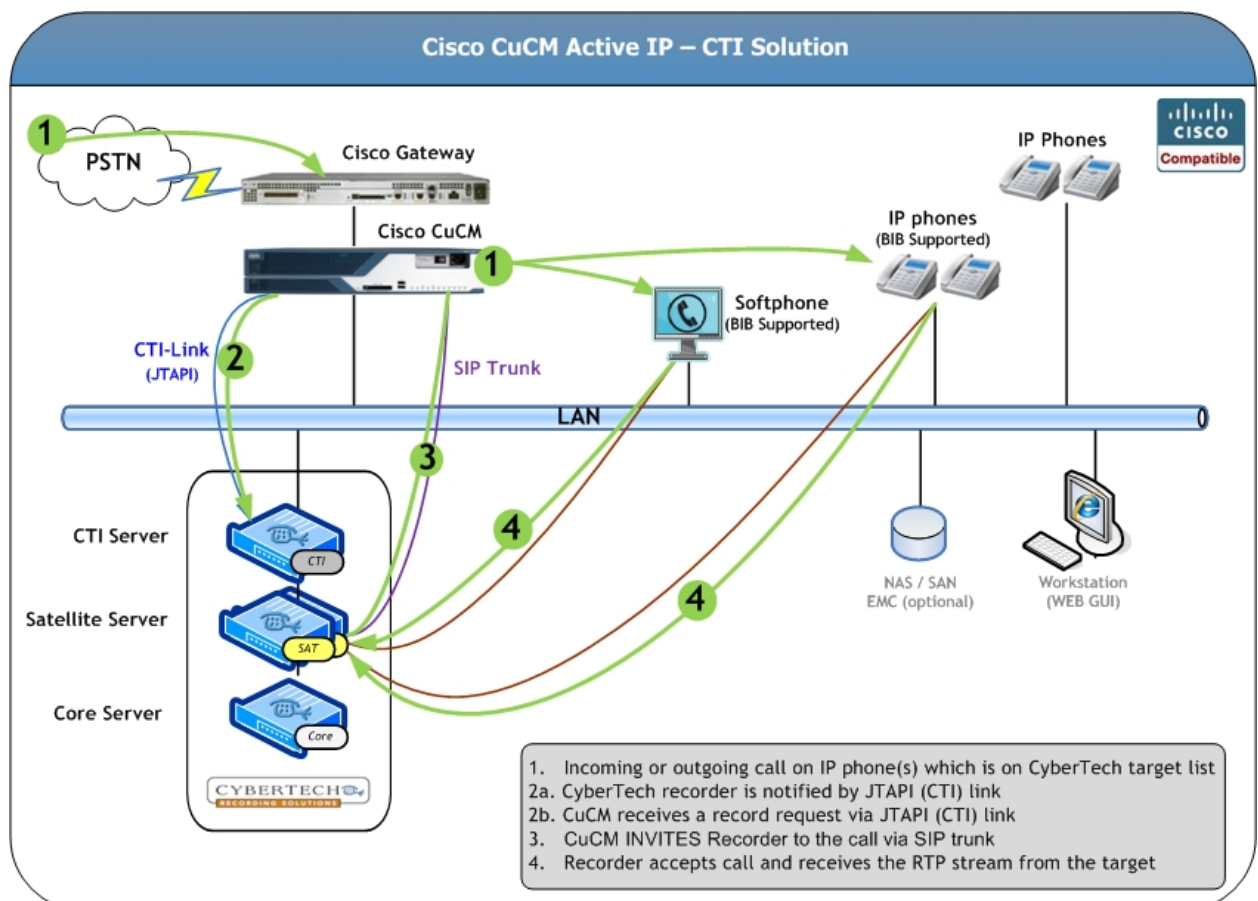 Cisco CuCM Active IP – CTI Solution
CISCO
Compatible
1
PSTN
Cisco Gateway
IP Phones
Cisco CuCM
1
IP phones
(BIB Supported)
Softphone
(BIB Supported)
CTI-Link
(JTAPI)
2
SIP Trunk
LAN
3
4
4
CTI Server
CTI
Satellite Server
SAT
Core Server
Core
NAS / SAN
EMC (optional)
Workstation
(WEB GUI)
CYBERTECH
RECORDING SOLUTIONS
1. Incoming or outgoing call on IP phone(s) which is on CyberTech target list
2a. CyberTech recorder is notified by JTAPI (CTI) link
2b. CuCM receives a record request via JTAPI (CTI) link
3. CuCM INVITES Recorder to the call via SIP trunk
4. Recorder accepts call and receives the RTP stream from the target